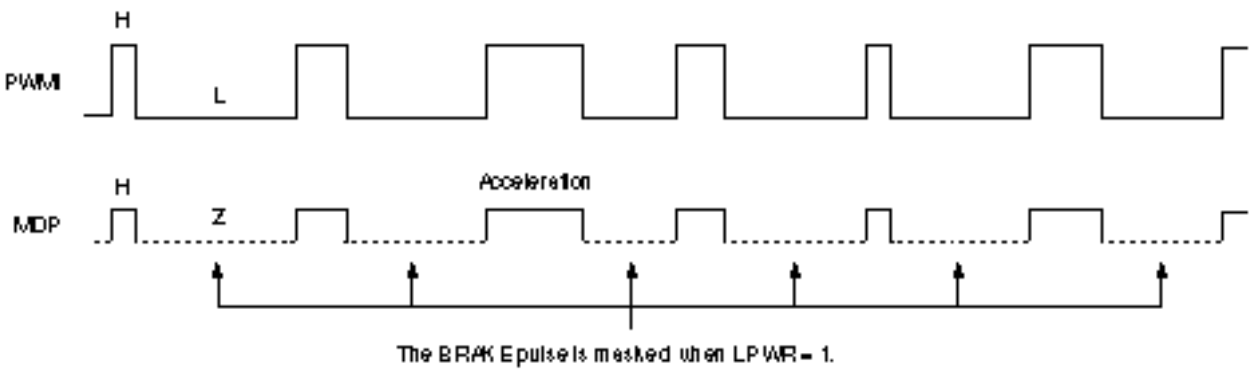 H
PWMI
L
H
Acceleration
MDP
Z
The BRAKE pulse is masked when LPWR = 1.